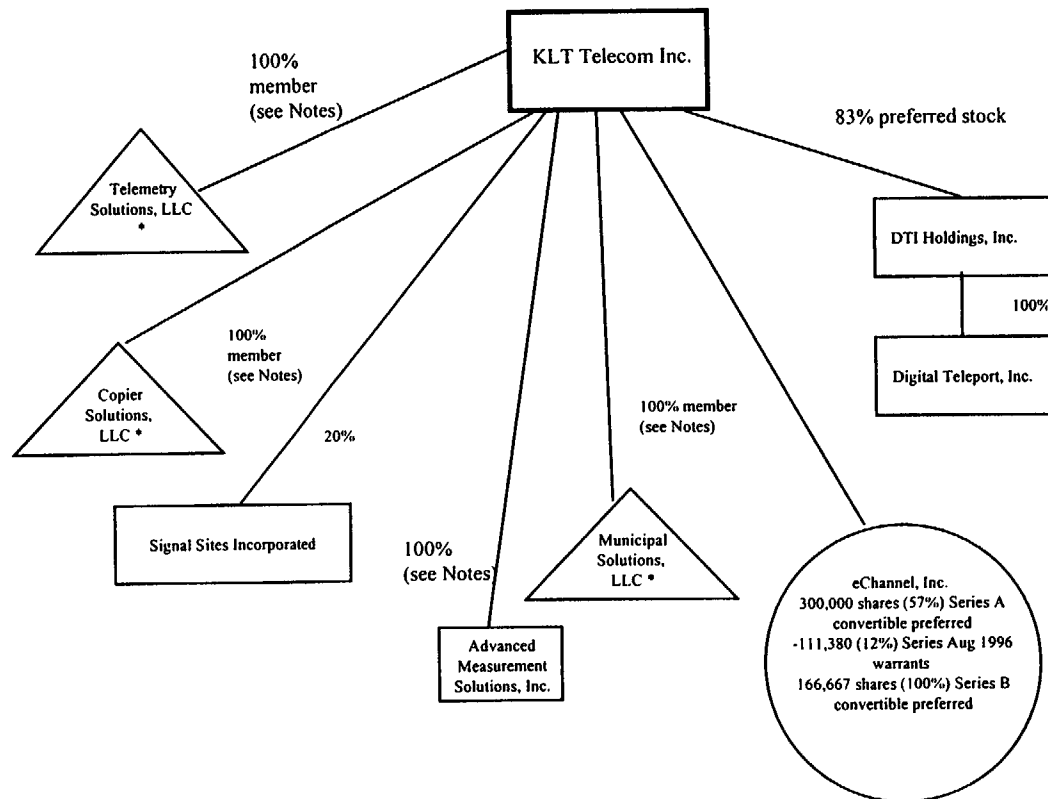 KLT Telecom Inc.
100%
member
(see Notes)
83% preferred stock
Telemetry
Solutions, LLC
*
DTI Holdings, Inc.
100%
Digital Teleport, Inc.
100%
member
(see Notes)
Copier
Solutions,
LLC *
20%
100% member
(see Notes)
Signal Sites Incorporated
100%
(see Notes)
Municipal
Solutions,
LLC *
Advanced
Measurement
Solutions, Inc.
eChannel, Inc.
300,000 shares (57%) Series A
convertible preferred
-111,380 (12%) Series Aug 1996
warrants
166,667 shares (100%) Series B
convertible preferred